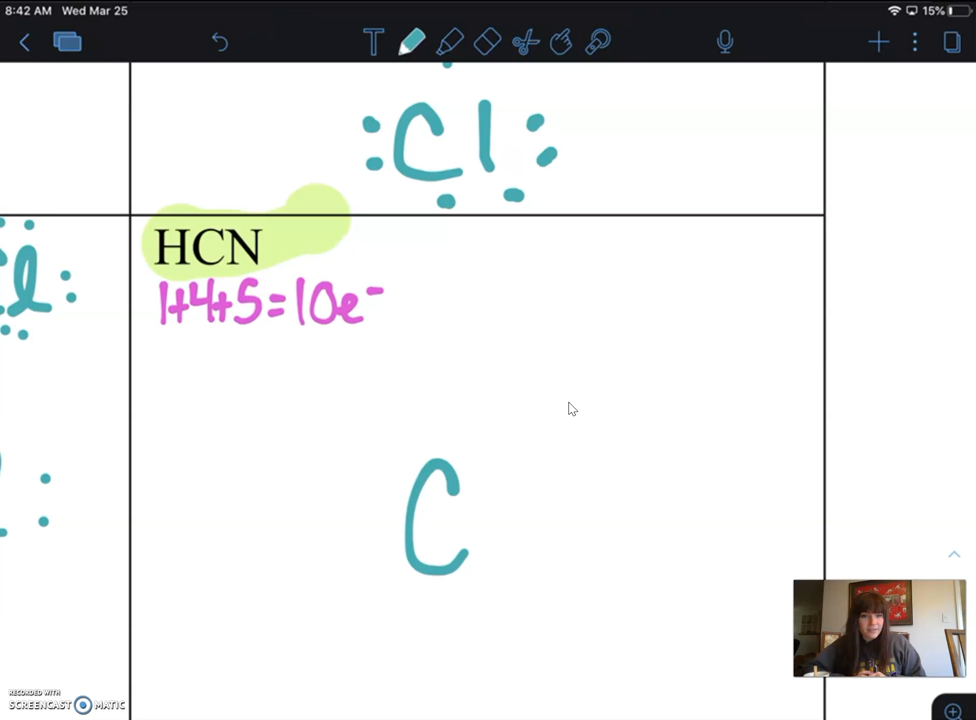 8:42 AM Wed Mar 25
15%
T
:Cl:
l:
HCN
1+4+5=10e⁻
C
:
RECORDED WITH
SCREENCAST MATIC